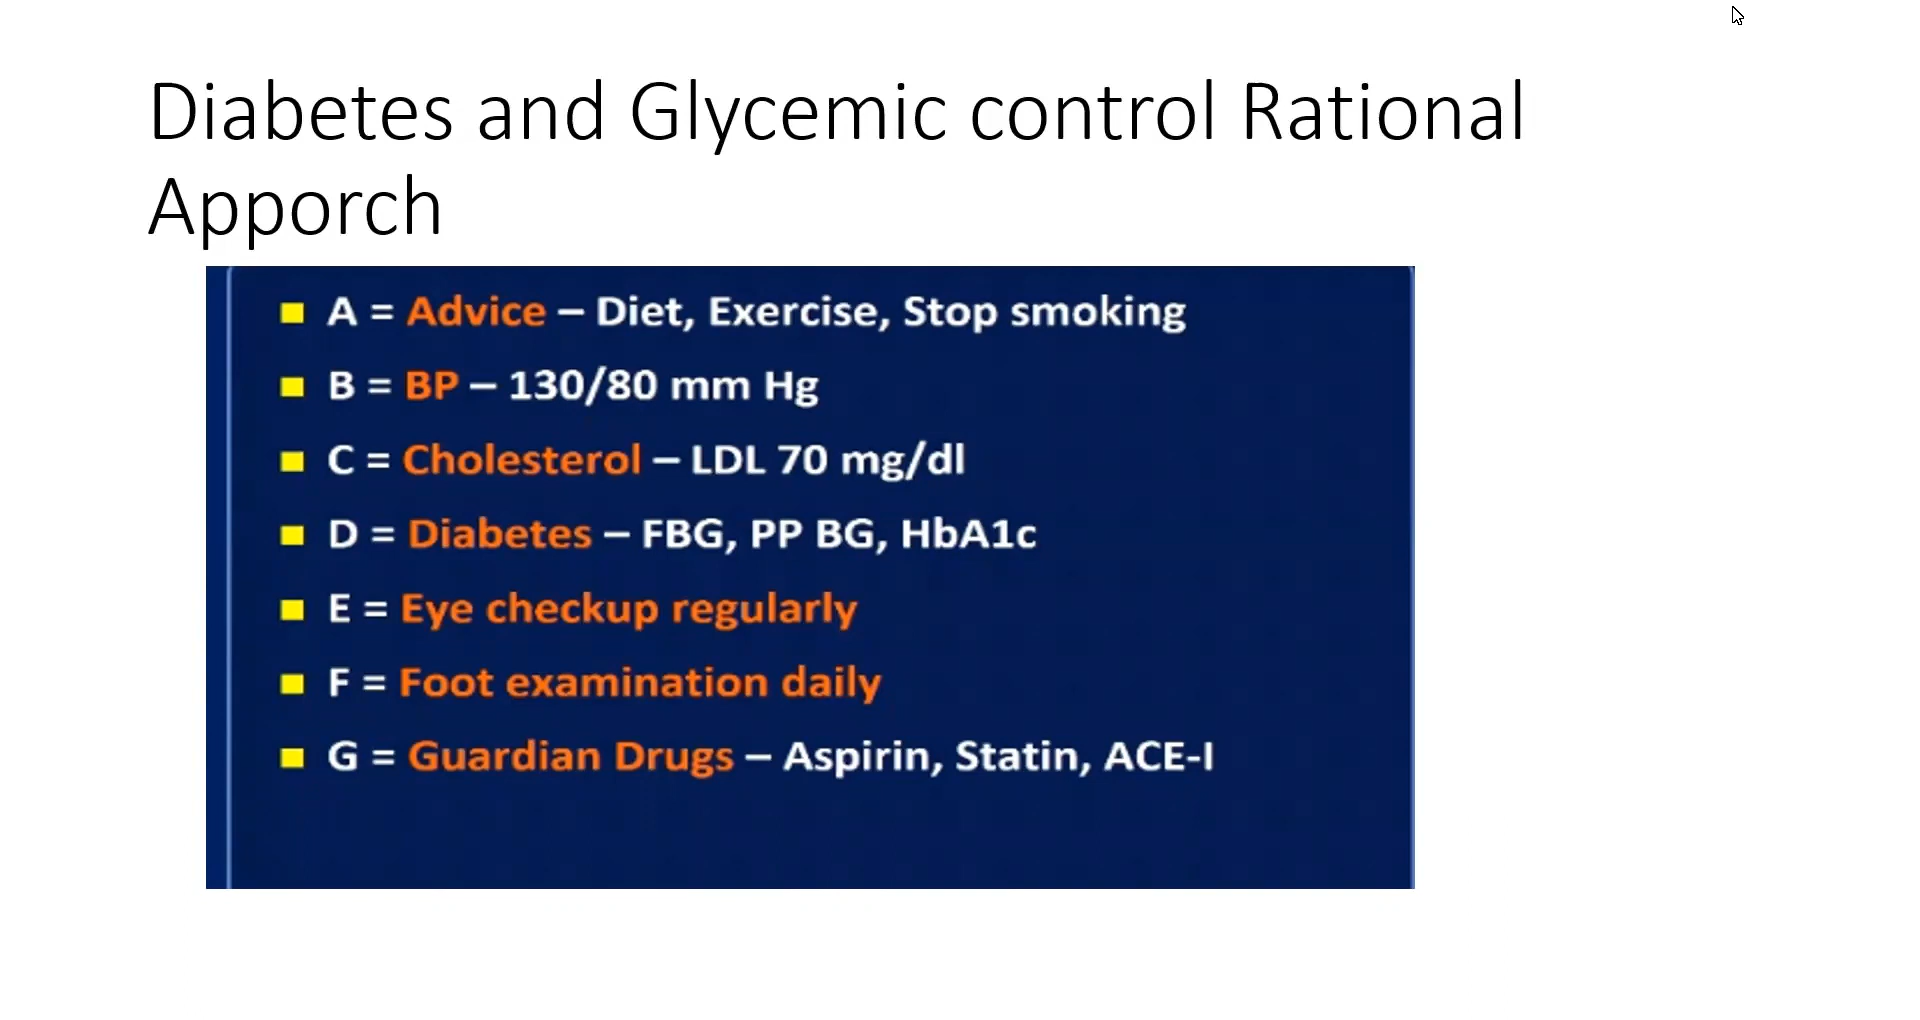 Diabetes and Glycemic control Rational
Apporch
A = Advice – Diet, Exercise, Stop smoking
B = BP – 130/80 mm Hg
C = Cholesterol – LDL 70 mg/dl
D = Diabetes – FBG, PP BG, HbA1c
E = Eye checkup regularly
F = Foot examination daily
G = Guardian Drugs – Aspirin, Statin, ACE-I